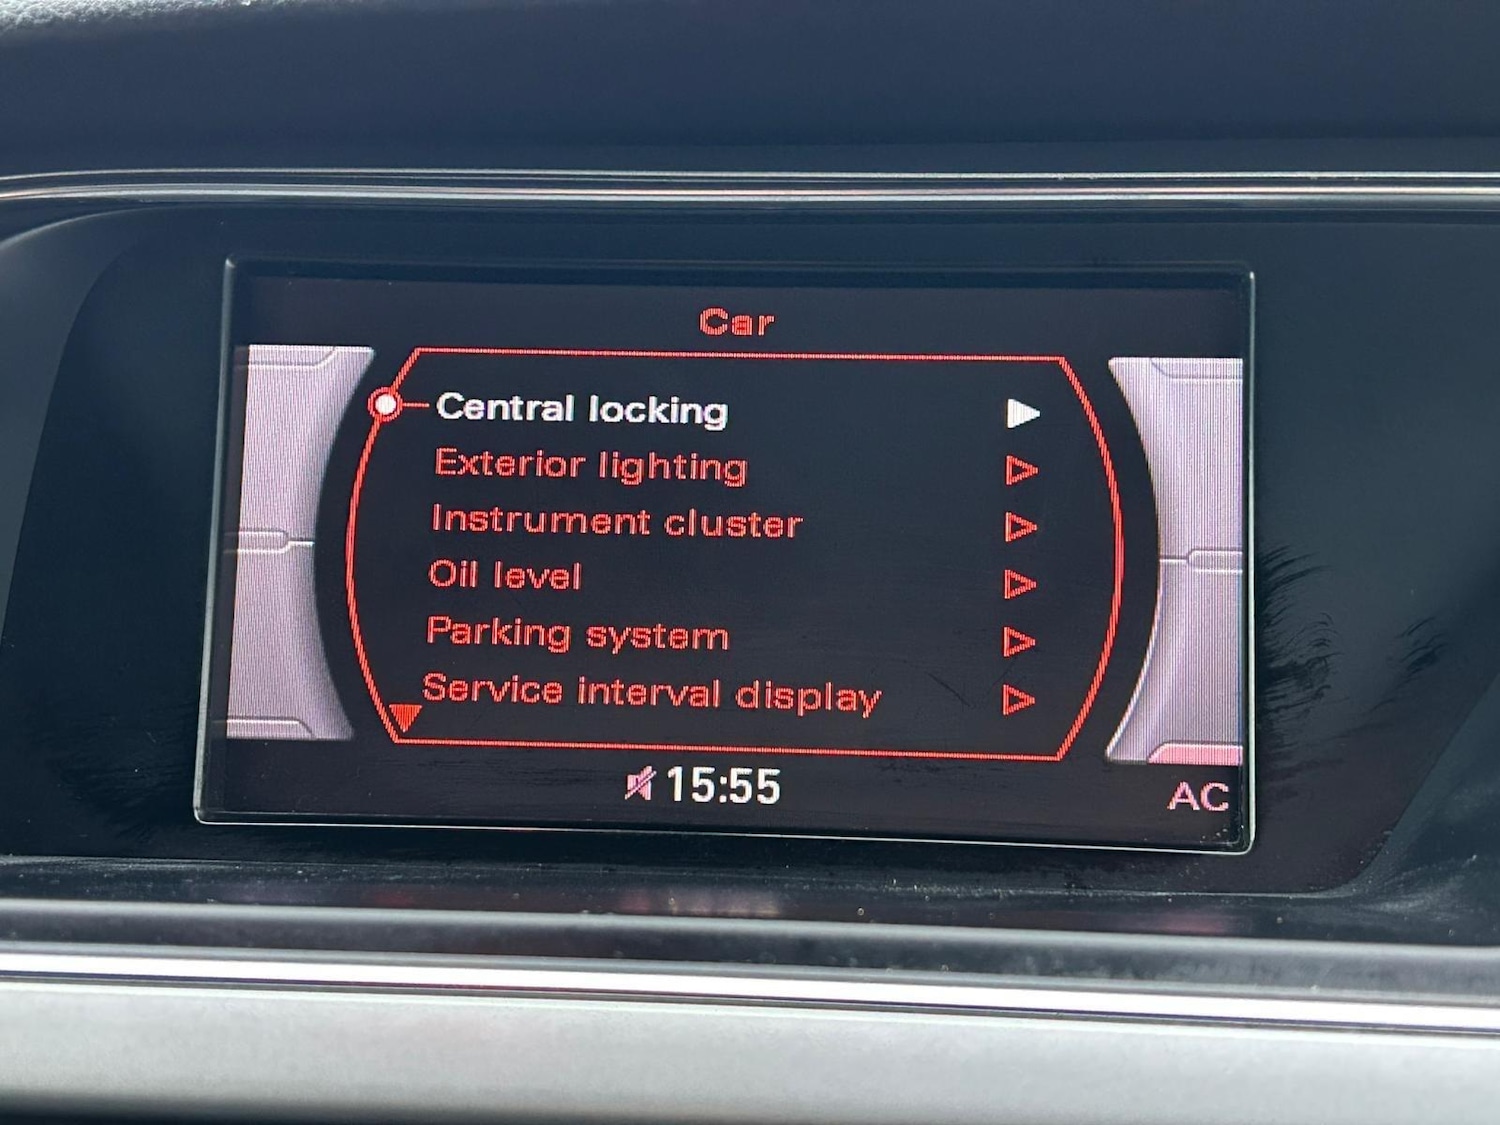 Car
Central locking
Exterior lighting
Instrument cluster
Oil level
Parking system
Service interval display
15:55
AC